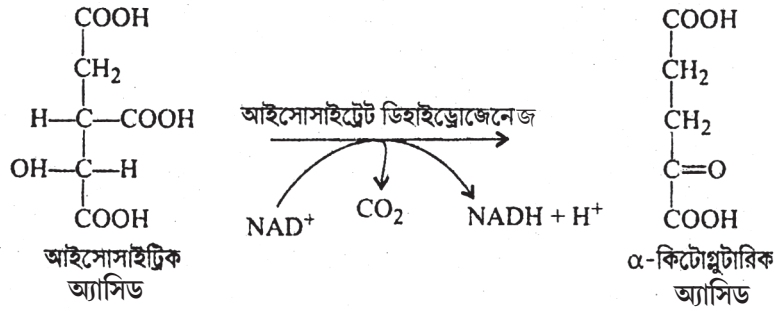 COOH
CH2
H—C—COOH
OH—C—H
COOH
আইসোসাইট্রিক
অ্যাসিড
আইসোসাইট্রেট ডিহাইড্রোজেনেজ
NAD+
CO2
NADH + H+
COOH
CH2
CH2
C=O
COOH
α-কিটোগ্লুটারিক
অ্যাসিড